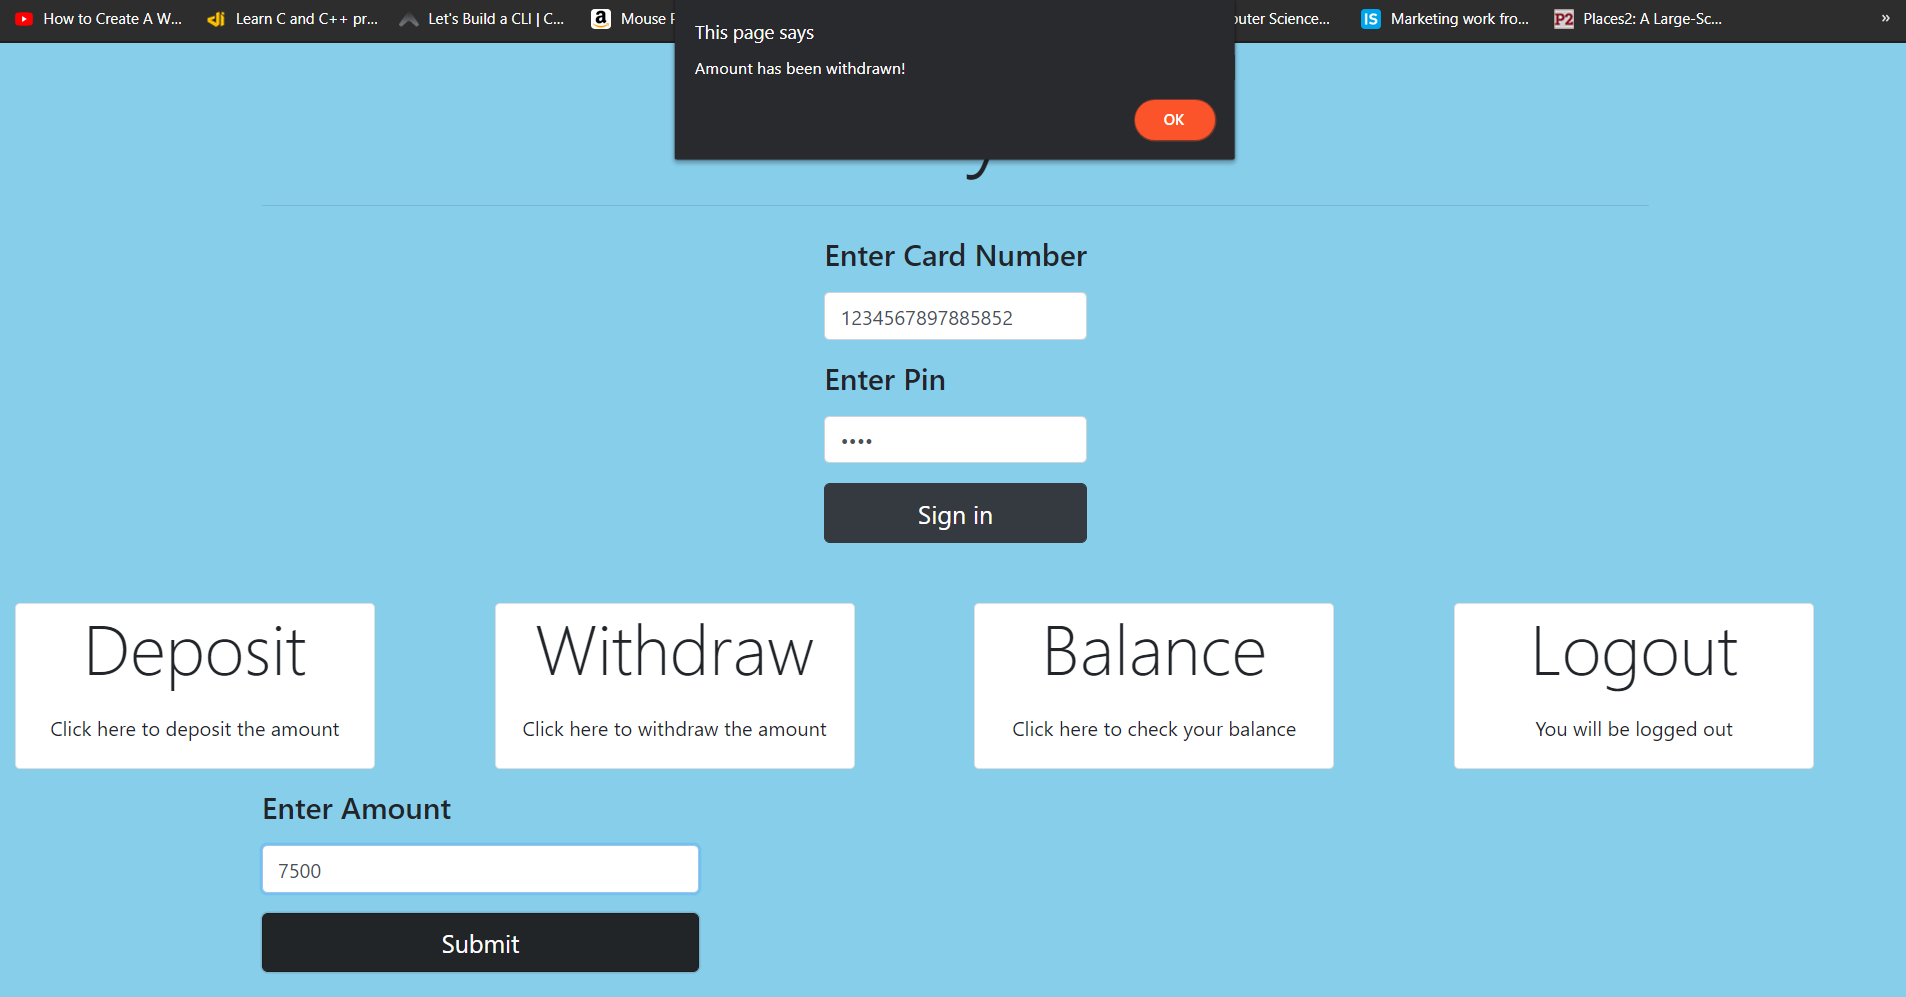 How to Create A W...
Learn C and C++ pr...
Let's Build a CLI | C...
Mouse
Science...
Marketing work fro...
Places2: A Large-Sc...
»
This page says
Amount has been withdrawn!
OK
Enter Card Number
1234567897885852
Enter Pin
••••
Sign in
Deposit
Click here to deposit the amount
Withdraw
Click here to withdraw the amount
Balance
Click here to check your balance
Logout
You will be logged out
Enter Amount
7500
Submit